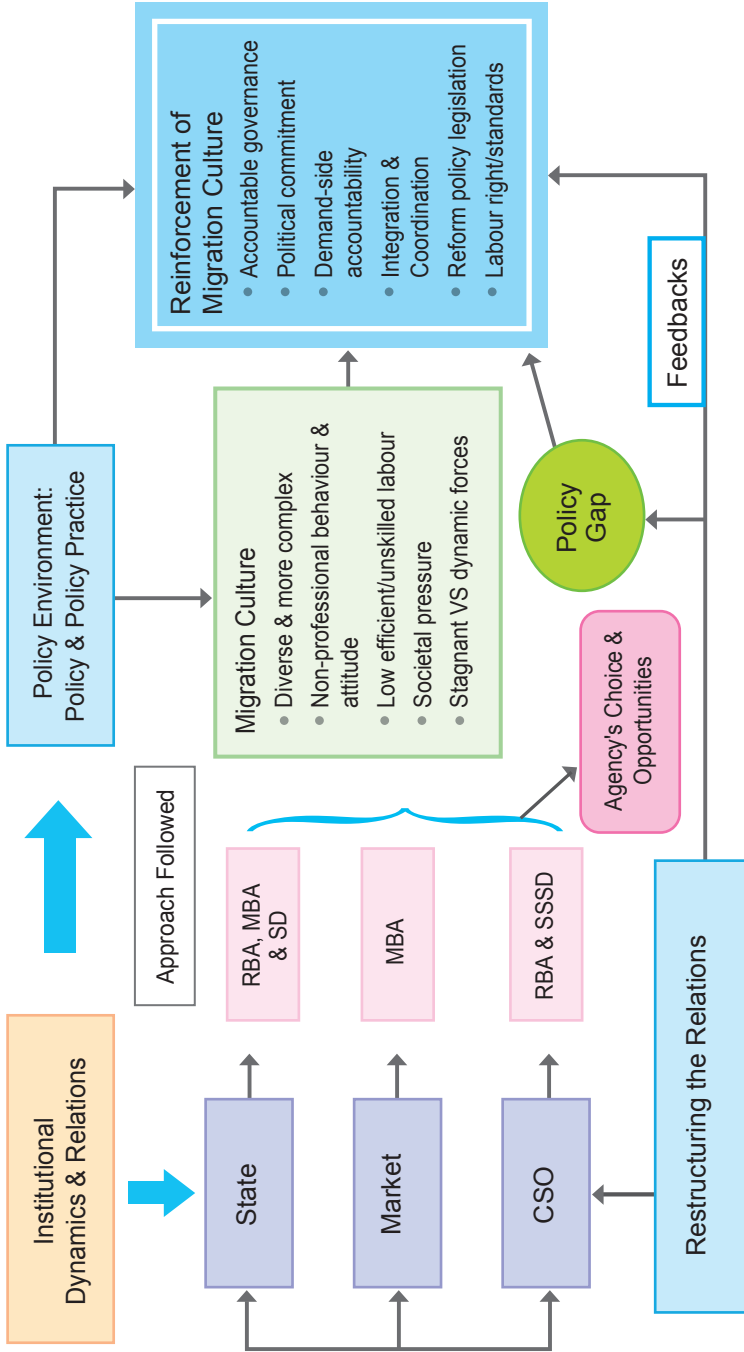 Institutional
Dynamics & Relations
Policy Environment:
Policy & Policy Practice
Approach Followed
State
Market
CSO
RBA, MBA
& SD
MBA
RBA & SSSD
Migration Culture
• Diverse & more complex
• Non-professional behaviour &
attitude
• Low efficient/unskilled labour
• Societal pressure
• Stagnant VS dynamic forces
Reinforcement of
Migration Culture
• Accountable governance
• Political commitment
• Demand-side
accountability
• Integration &
Coordination
• Reform policy legislation
• Labour right/standards
Agency's Choice &
Opportunities
Policy
Gap
Feedbacks
Restructuring the Relations